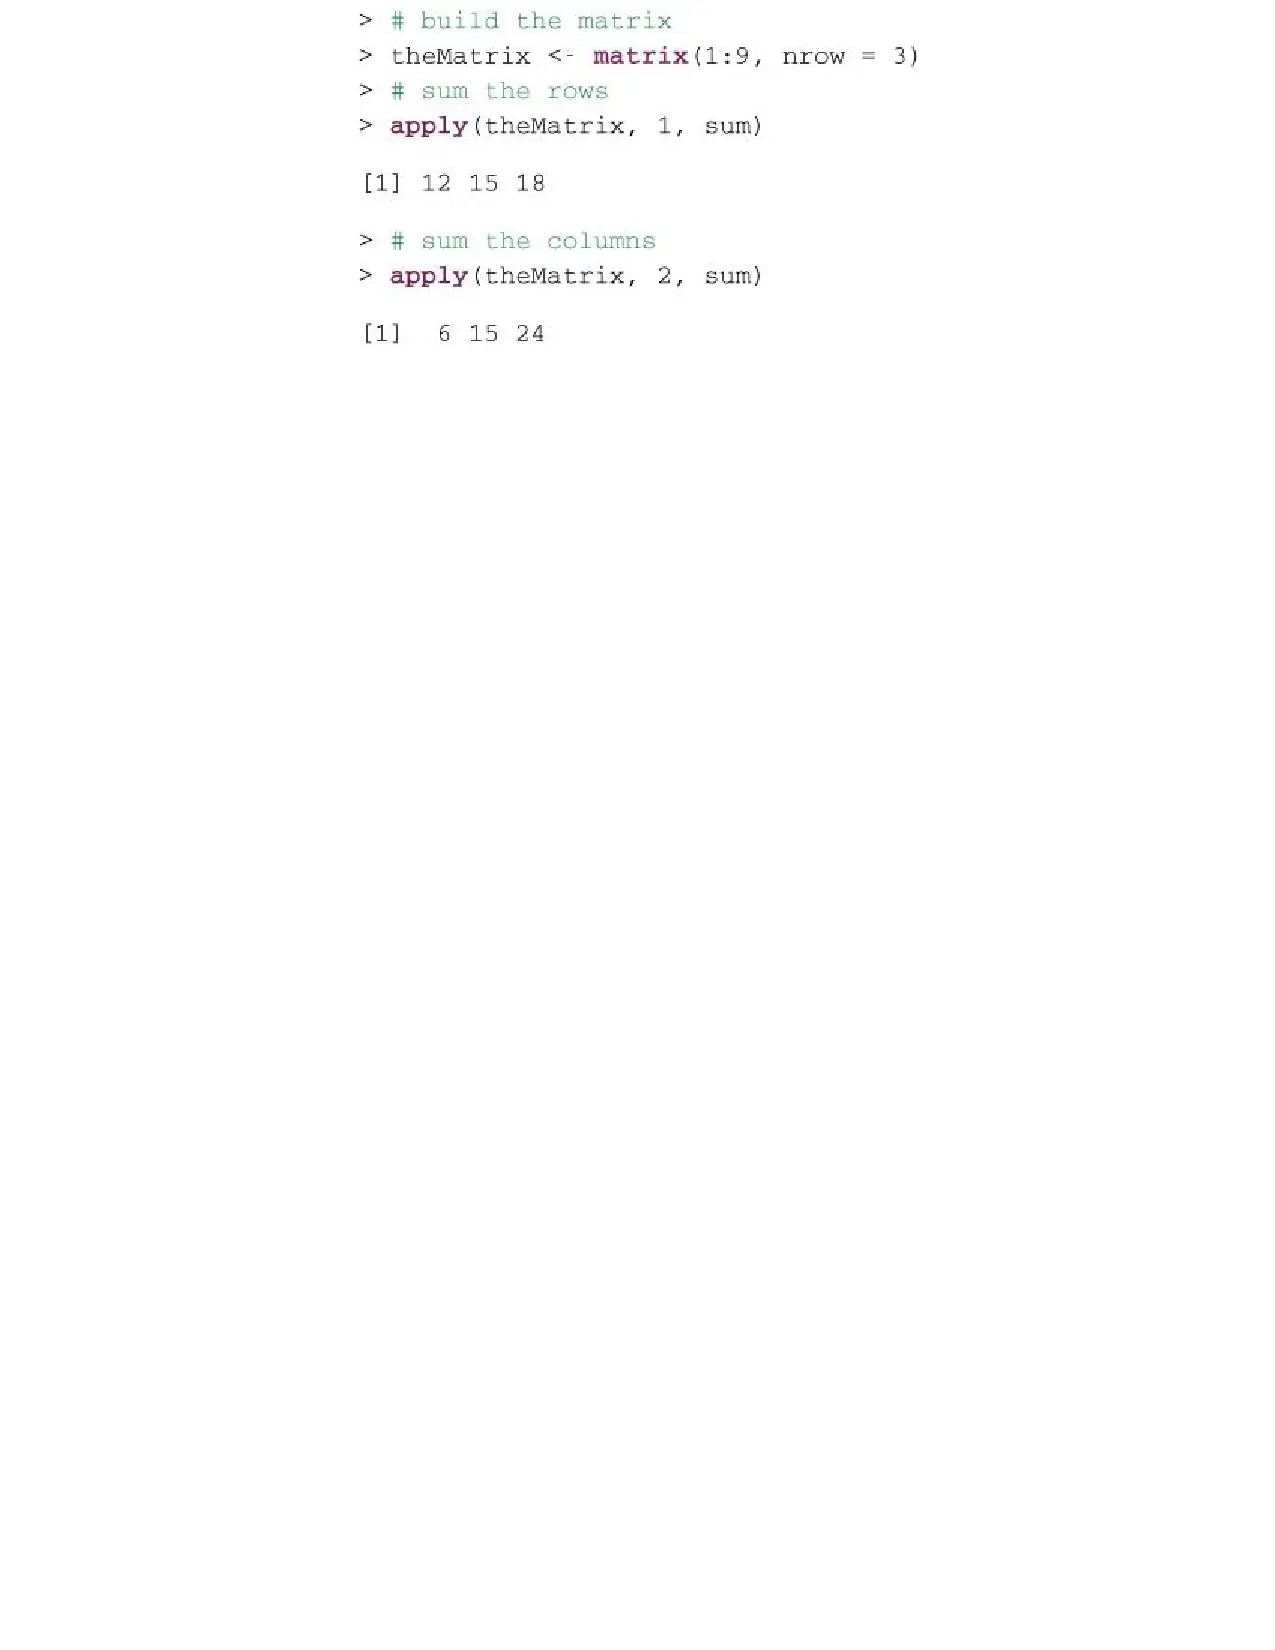 > # build the matrix
> theMatrix <- matrix(1:9, nrow = 3)
> # sum the rows
> apply(theMatrix, 1, sum)
[1] 12 15 18
> # sum the columns
> apply(theMatrix, 2, sum)
[1]  6 15 24